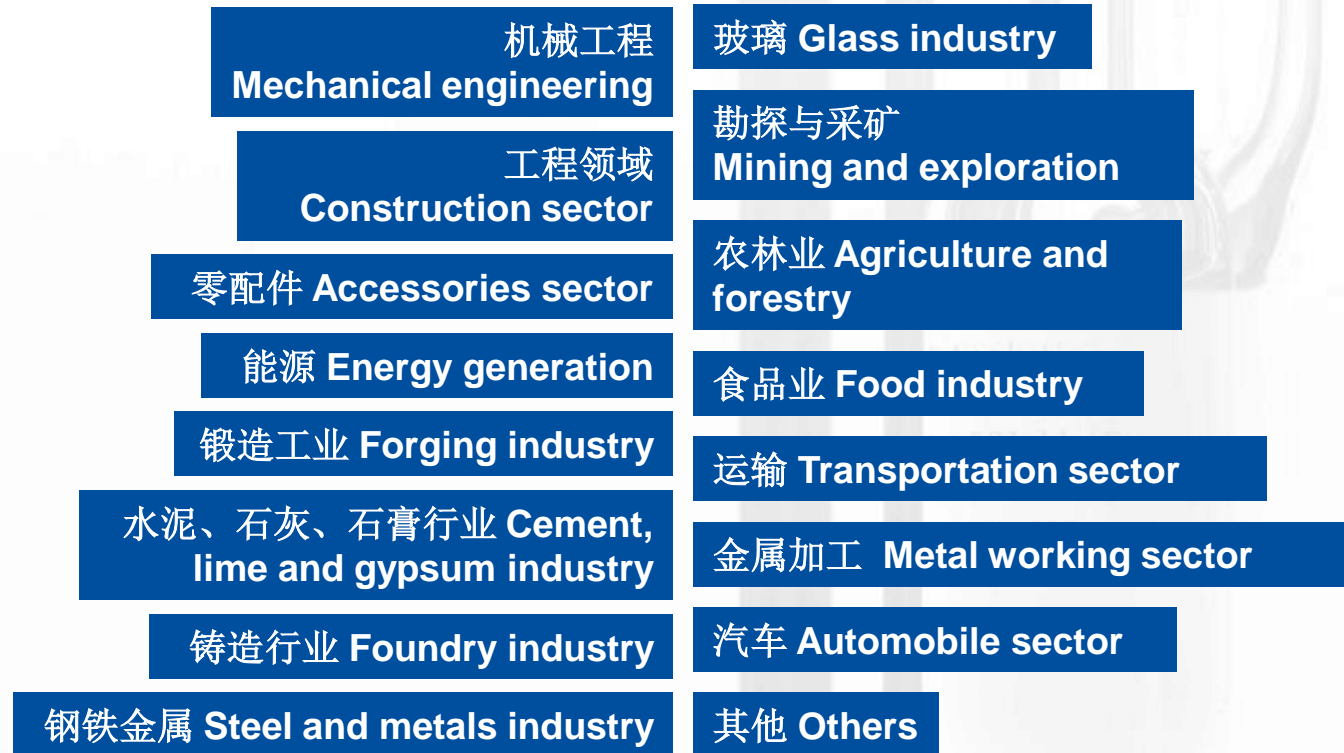 机械工程
Mechanical engineering
工程领域
Construction sector
零配件 Accessories sector
能源 Energy generation
锻造工业 Forging industry
水泥、石灰、石膏行业 Cement,
lime and gypsum industry
铸造行业 Foundry industry
钢铁金属 Steel and metals industry
玻璃 Glass industry
勘探与采矿
Mining and exploration
农林业 Agriculture and
forestry
食品业 Food industry
运输 Transportation sector
金属加工 Metal working sector
汽车 Automobile sector
其他 Others